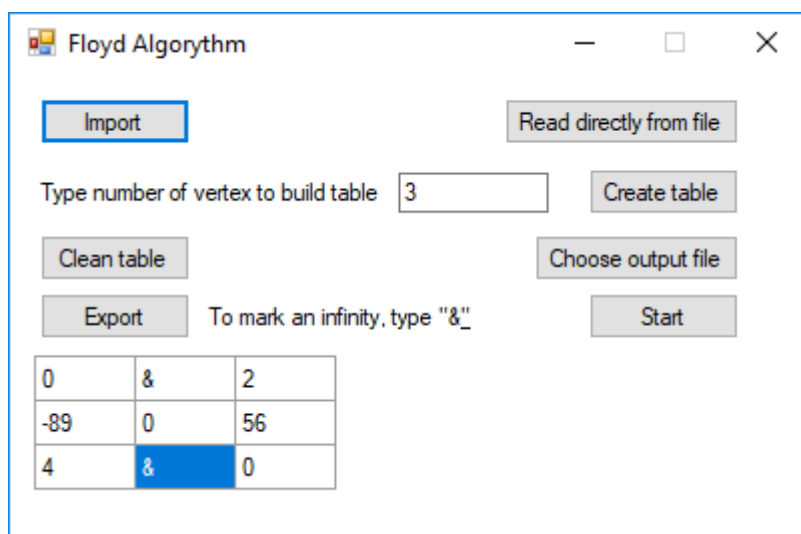 Floyd Algorythm
Import Read directly from file
Type number of vertex to build table 3 Create table
Clean table Choose output file
Export To mark an infinity, type "&" Start
0 & 2
-89 0 56
4 & 0